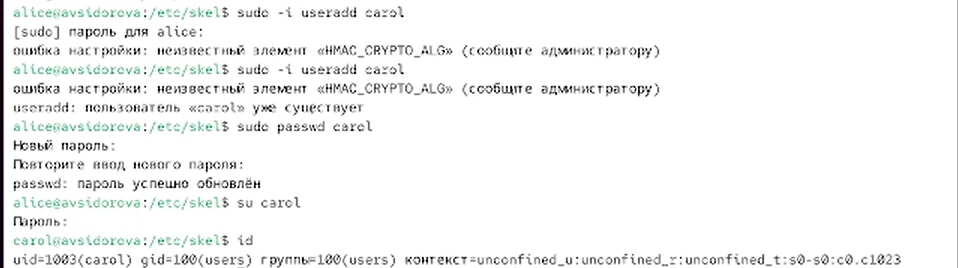 alice@avsidorova:/etc/skel$ sudo -i useradd carol
[sudo] пароль для alice:
ошибка настройки: неизвестный элемент «HMAC_CRYPTO_ALG» (сообщите администратору)
alice@avsidorova:/etc/skel$ sudo -i useradd carol
ошибка настройки: неизвестный элемент «HMAC_CRYPTO_ALG» (сообщите администратору)
useradd: пользователь «carol» уже существует
alice@avsidorova:/etc/skel$ sudo passwd carol
Новый пароль:
Повторите ввод нового пароля:
passwd: пароль успешно обновлён
alice@avsidorova:/etc/skel$ su carol
Пароль:
carol@avsidorova:/etc/skel$ id
uid=1003(carol) gid=100(users) группы=100(users) контекст=unconfined_u:unconfined_r:unconfined_t:s0-s0:c0.c1023